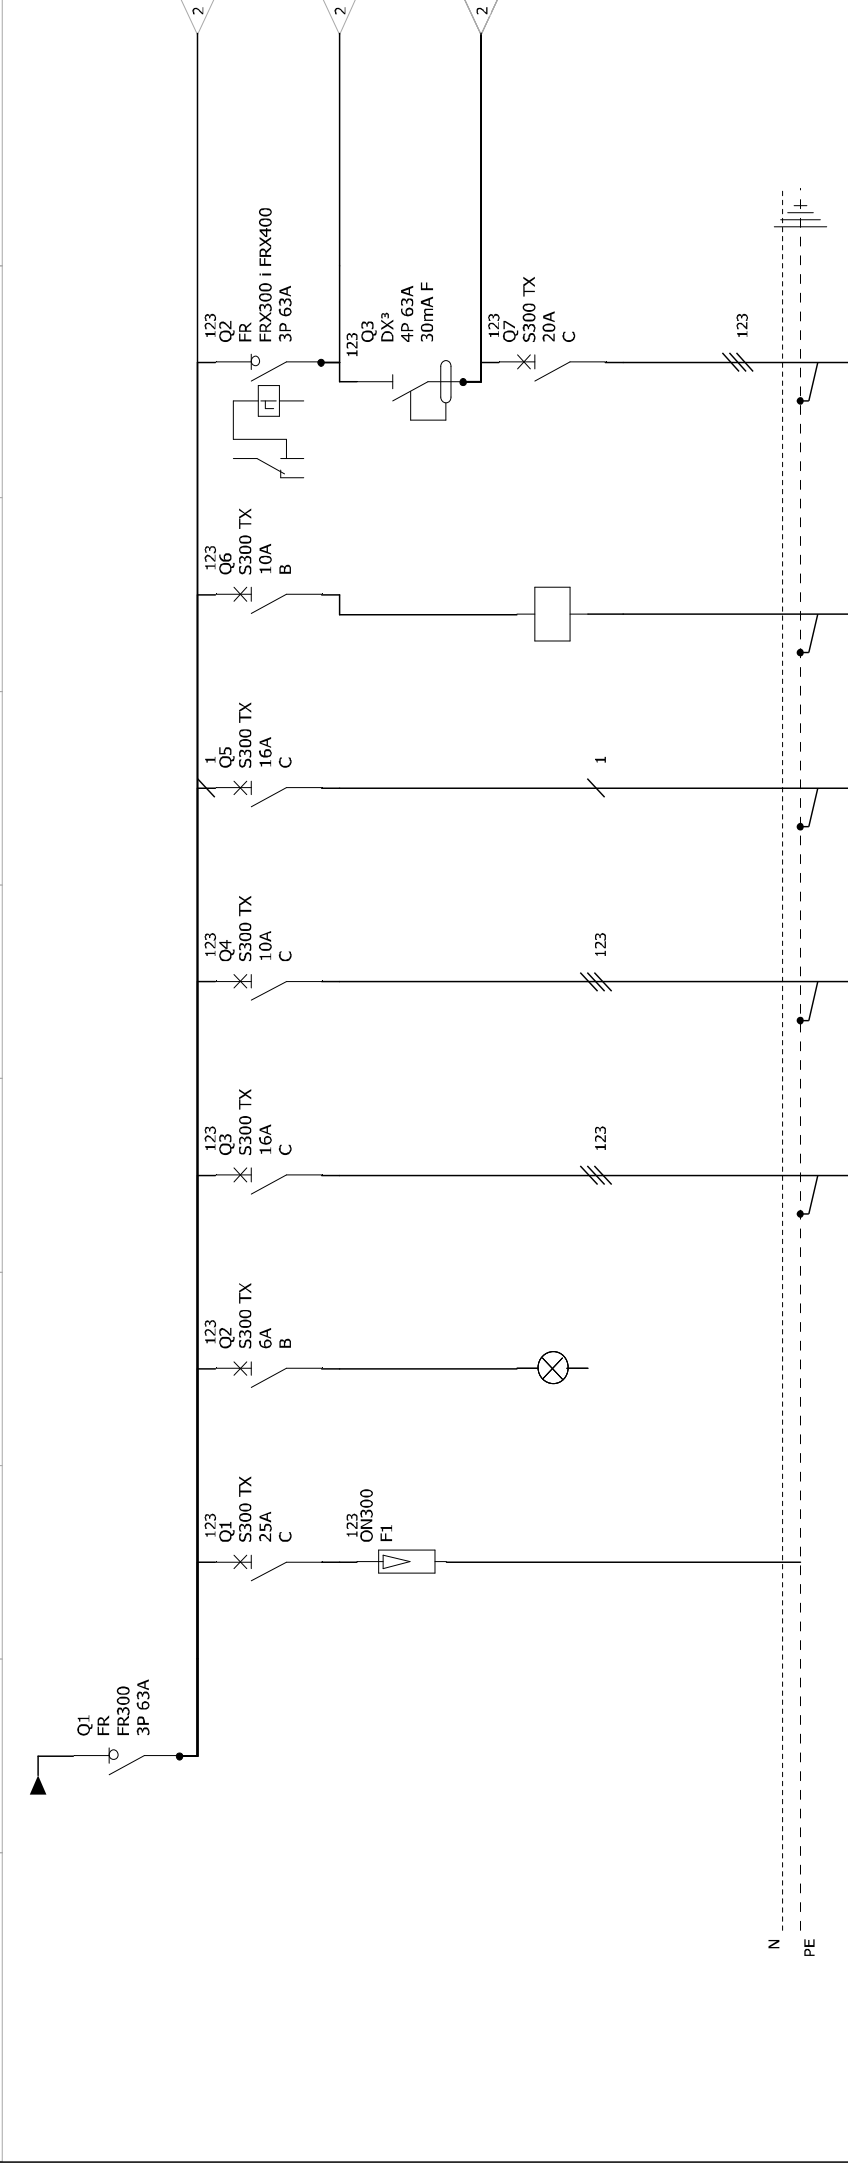 Q1
FR
FR300
3P 63A
123
Q1
S300 TX
25A
C
123
ON300
F1
123
Q2
S300 TX
6A
B
123
Q3
S300 TX
16A
C
123
123
Q4
S300 TX
10A
C
123
1
Q5
S300 TX
16A
C
1
123
Q6
S300 TX
10A
B
123
Q2
FR
FRX300 i FRX400
3P 63A
123
Q3
DX³
4P 63A
30mA F
123
Q7
S300 TX
20A
C
123
2
2
2
N
PE